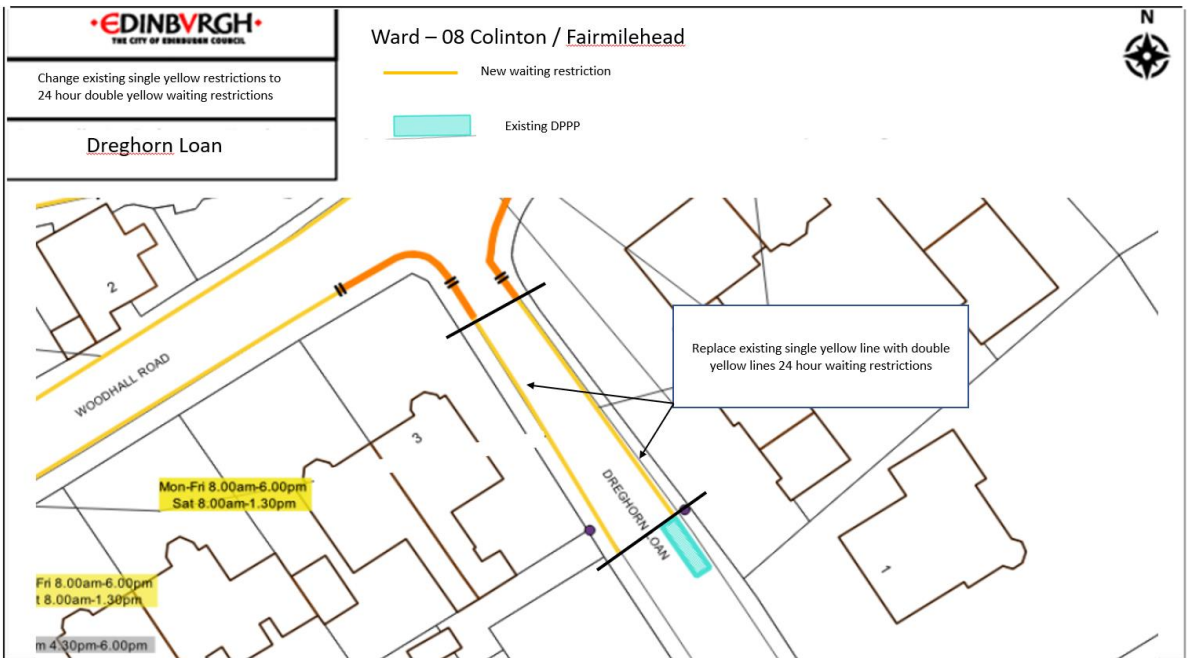 •EDINBVRGH•
THE CITY OF EDINBURGH COUNCIL
Change existing single yellow restrictions to
24 hour double yellow waiting restrictions
Dreghorn Loan
Ward – 08 Colinton / Fairmilehead
New waiting restriction
Existing DPPP
N
2
WOODHALL ROAD
Replace existing single yellow line with double
yellow lines 24 hour waiting restrictions
3
DREGHORN LOAN
Mon-Fri 8.00am-6.00pm
Sat 8.00am-1.30pm
1
Fri 8.00am-6.00pm
t 8.00am-1.30pm
m 4.30pm-6.00pm